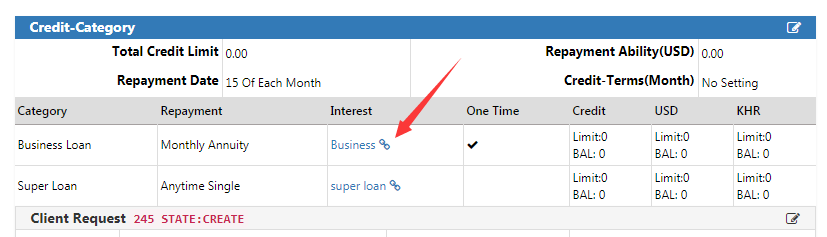 Credit-Category
Total Credit Limit 0.00 Repayment Ability(USD) 0.00
Repayment Date 15 Of Each Month Credit-Terms(Month) No Setting
Category Repayment Interest One Time Credit USD KHR
Business Loan Monthly Annuity Business Limit:0 Limit:0 Limit:0
BAL: 0 BAL: 0 BAL: 0
Super Loan Anytime Single super loan Limit:0 Limit:0 Limit:0
BAL: 0 BAL: 0 BAL: 0
Client Request 245 STATE:CREATE